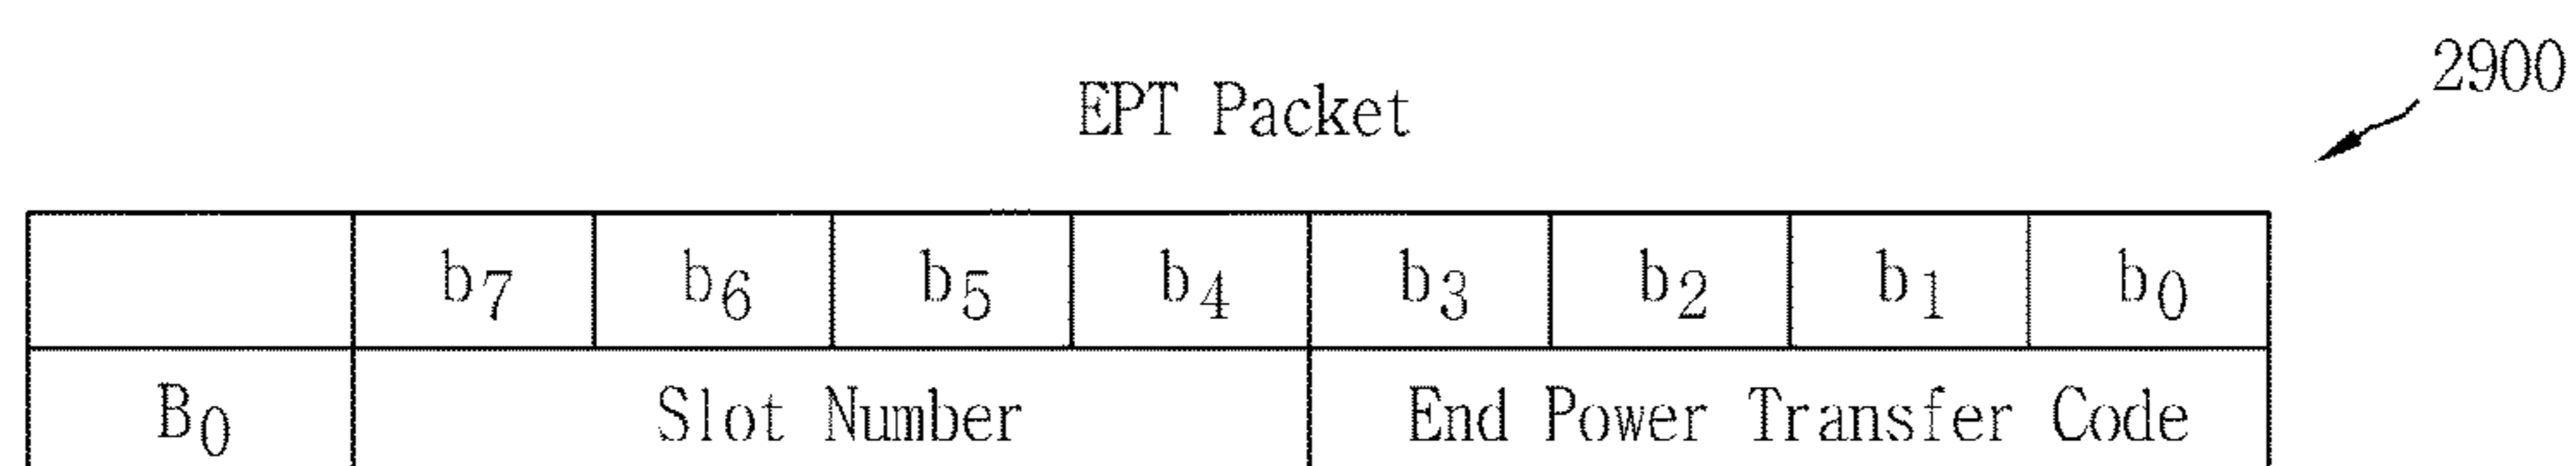 2900
EPT Packet
b7 b6 b5 b4 b3 b2 b1 b0
B0 Slot Number End Power Transfer Code